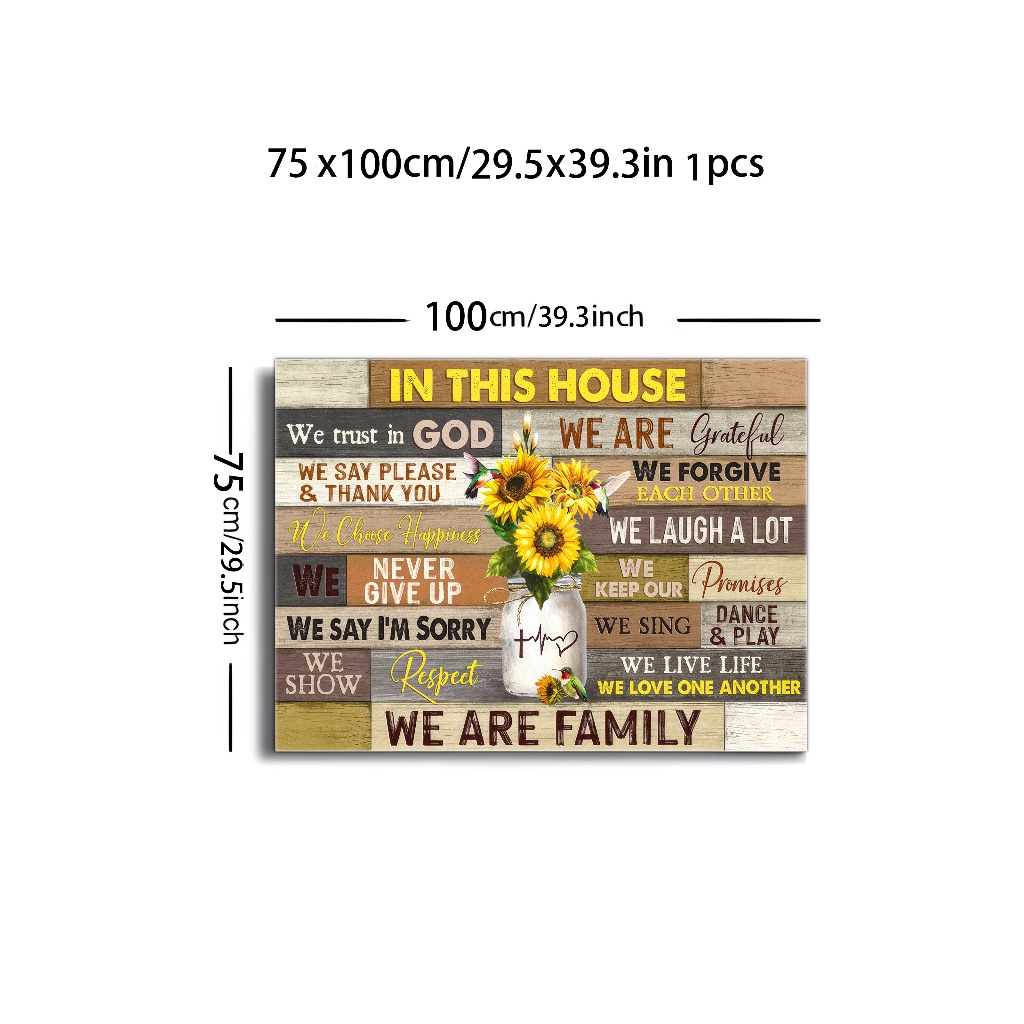 75 x100cm/29.5x39.3in 1pcs
100cm/39.3inch
75cm/29.5inch
IN THIS HOUSE
We trust in GOD
WE ARE Grateful
WE SAY PLEASE
& THANK YOU
WE FORGIVE
EACH OTHER
We Choose Happiness
WE LAUGH A LOT
WE
NEVER
GIVE UP
WE
KEEP OUR
Promises
WE SAY I'M SORRY
WE SING
DANCE
& PLAY
WE
SHOW
Respect
WE LIVE LIFE
WE LOVE ONE ANOTHER
WE ARE FAMILY